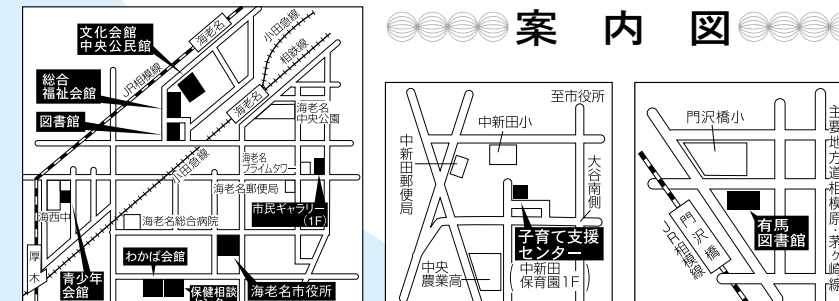 案内図
文化会館
中央公民館
海老名
小田急線
相鉄線
JR相模線
総合
福祉会館
図書館
海老名
海老名
中央公園
小田急線
海老名
プライムタワー
海老名郵便局
市民ギャラリー
(1F)
海西中
海老名総合病院
厚木
わかば会館
青少年
会館
保健相談
海老名市役所
至市役所
中新田小
中新田郵便局
大谷南側
子育て支援
センター
(中新田
保育園1F)
中央
農業高
門沢橋小
主要地方道・相模原・茅ケ崎線
有馬
図書館
門沢橋
JR相模線